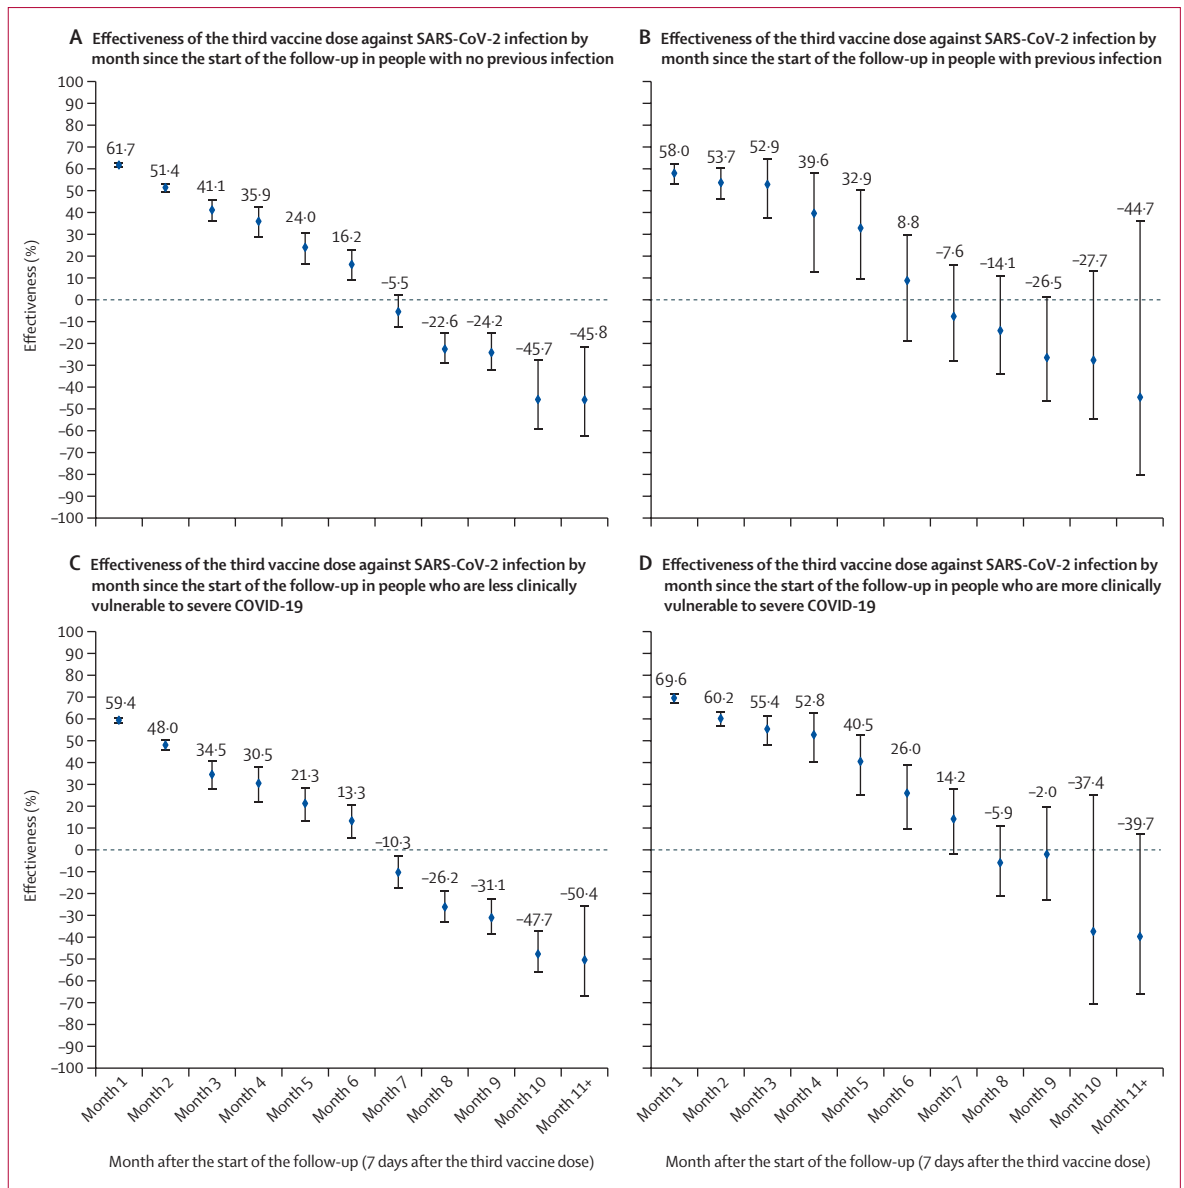 A Effectiveness of the third vaccine dose against SARS-CoV-2 infection by
month since the start of the follow-up in people with no previous infection
100
90
80
70
60
50
40
30
20
10
0
–10
–20
–30
–40
–50
–60
–70
–80
–90
–100
Effectiveness (%)
61·7
51·4
41·1
35·9
24·0
16·2
–5·5
–22·6
–24·2
–45·7
–45·8
B Effectiveness of the third vaccine dose against SARS-CoV-2 infection by
month since the start of the follow-up in people with previous infection
58·0
53·7
52·9
39·6
32·9
8·8
–7·6
–14·1
–26·5
–27·7
–44·7
C Effectiveness of the third vaccine dose against SARS-CoV-2 infection by
month since the start of the follow-up in people who are less clinically
vulnerable to severe COVID-19
100
90
80
70
60
50
40
30
20
10
0
–10
–20
–30
–40
–50
–60
–70
–80
–90
–100
Effectiveness (%)
59·4
48·0
34·5
30·5
21·3
13·3
–10·3
–26·2
–31·1
–47·7
–50·4
Month 1
Month 2
Month 3
Month 4
Month 5
Month 6
Month 7
Month 8
Month 9
Month 10
Month 11+
Month after the start of the follow-up (7 days after the third vaccine dose)
D Effectiveness of the third vaccine dose against SARS-CoV-2 infection by
month since the start of the follow-up in people who are more clinically
vulnerable to severe COVID-19
69·6
60·2
55·4
52·8
40·5
26·0
14·2
–5·9
–2·0
–37·4
–39·7
Month 1
Month 2
Month 3
Month 4
Month 5
Month 6
Month 7
Month 8
Month 9
Month 10
Month 11+
Month after the start of the follow-up (7 days after the third vaccine dose)